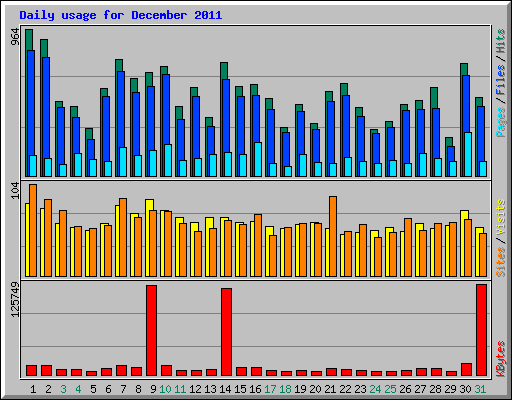 Daily usage for December 2011
964
Pages / Files / Hits
104
Sites / Visits
125749
KBytes
1 2 3 4 5 6 7 8 9 10 11 12 13 14 15 16 17 18 19 20 21 22 23 24 25 26 27 28 29 30 31